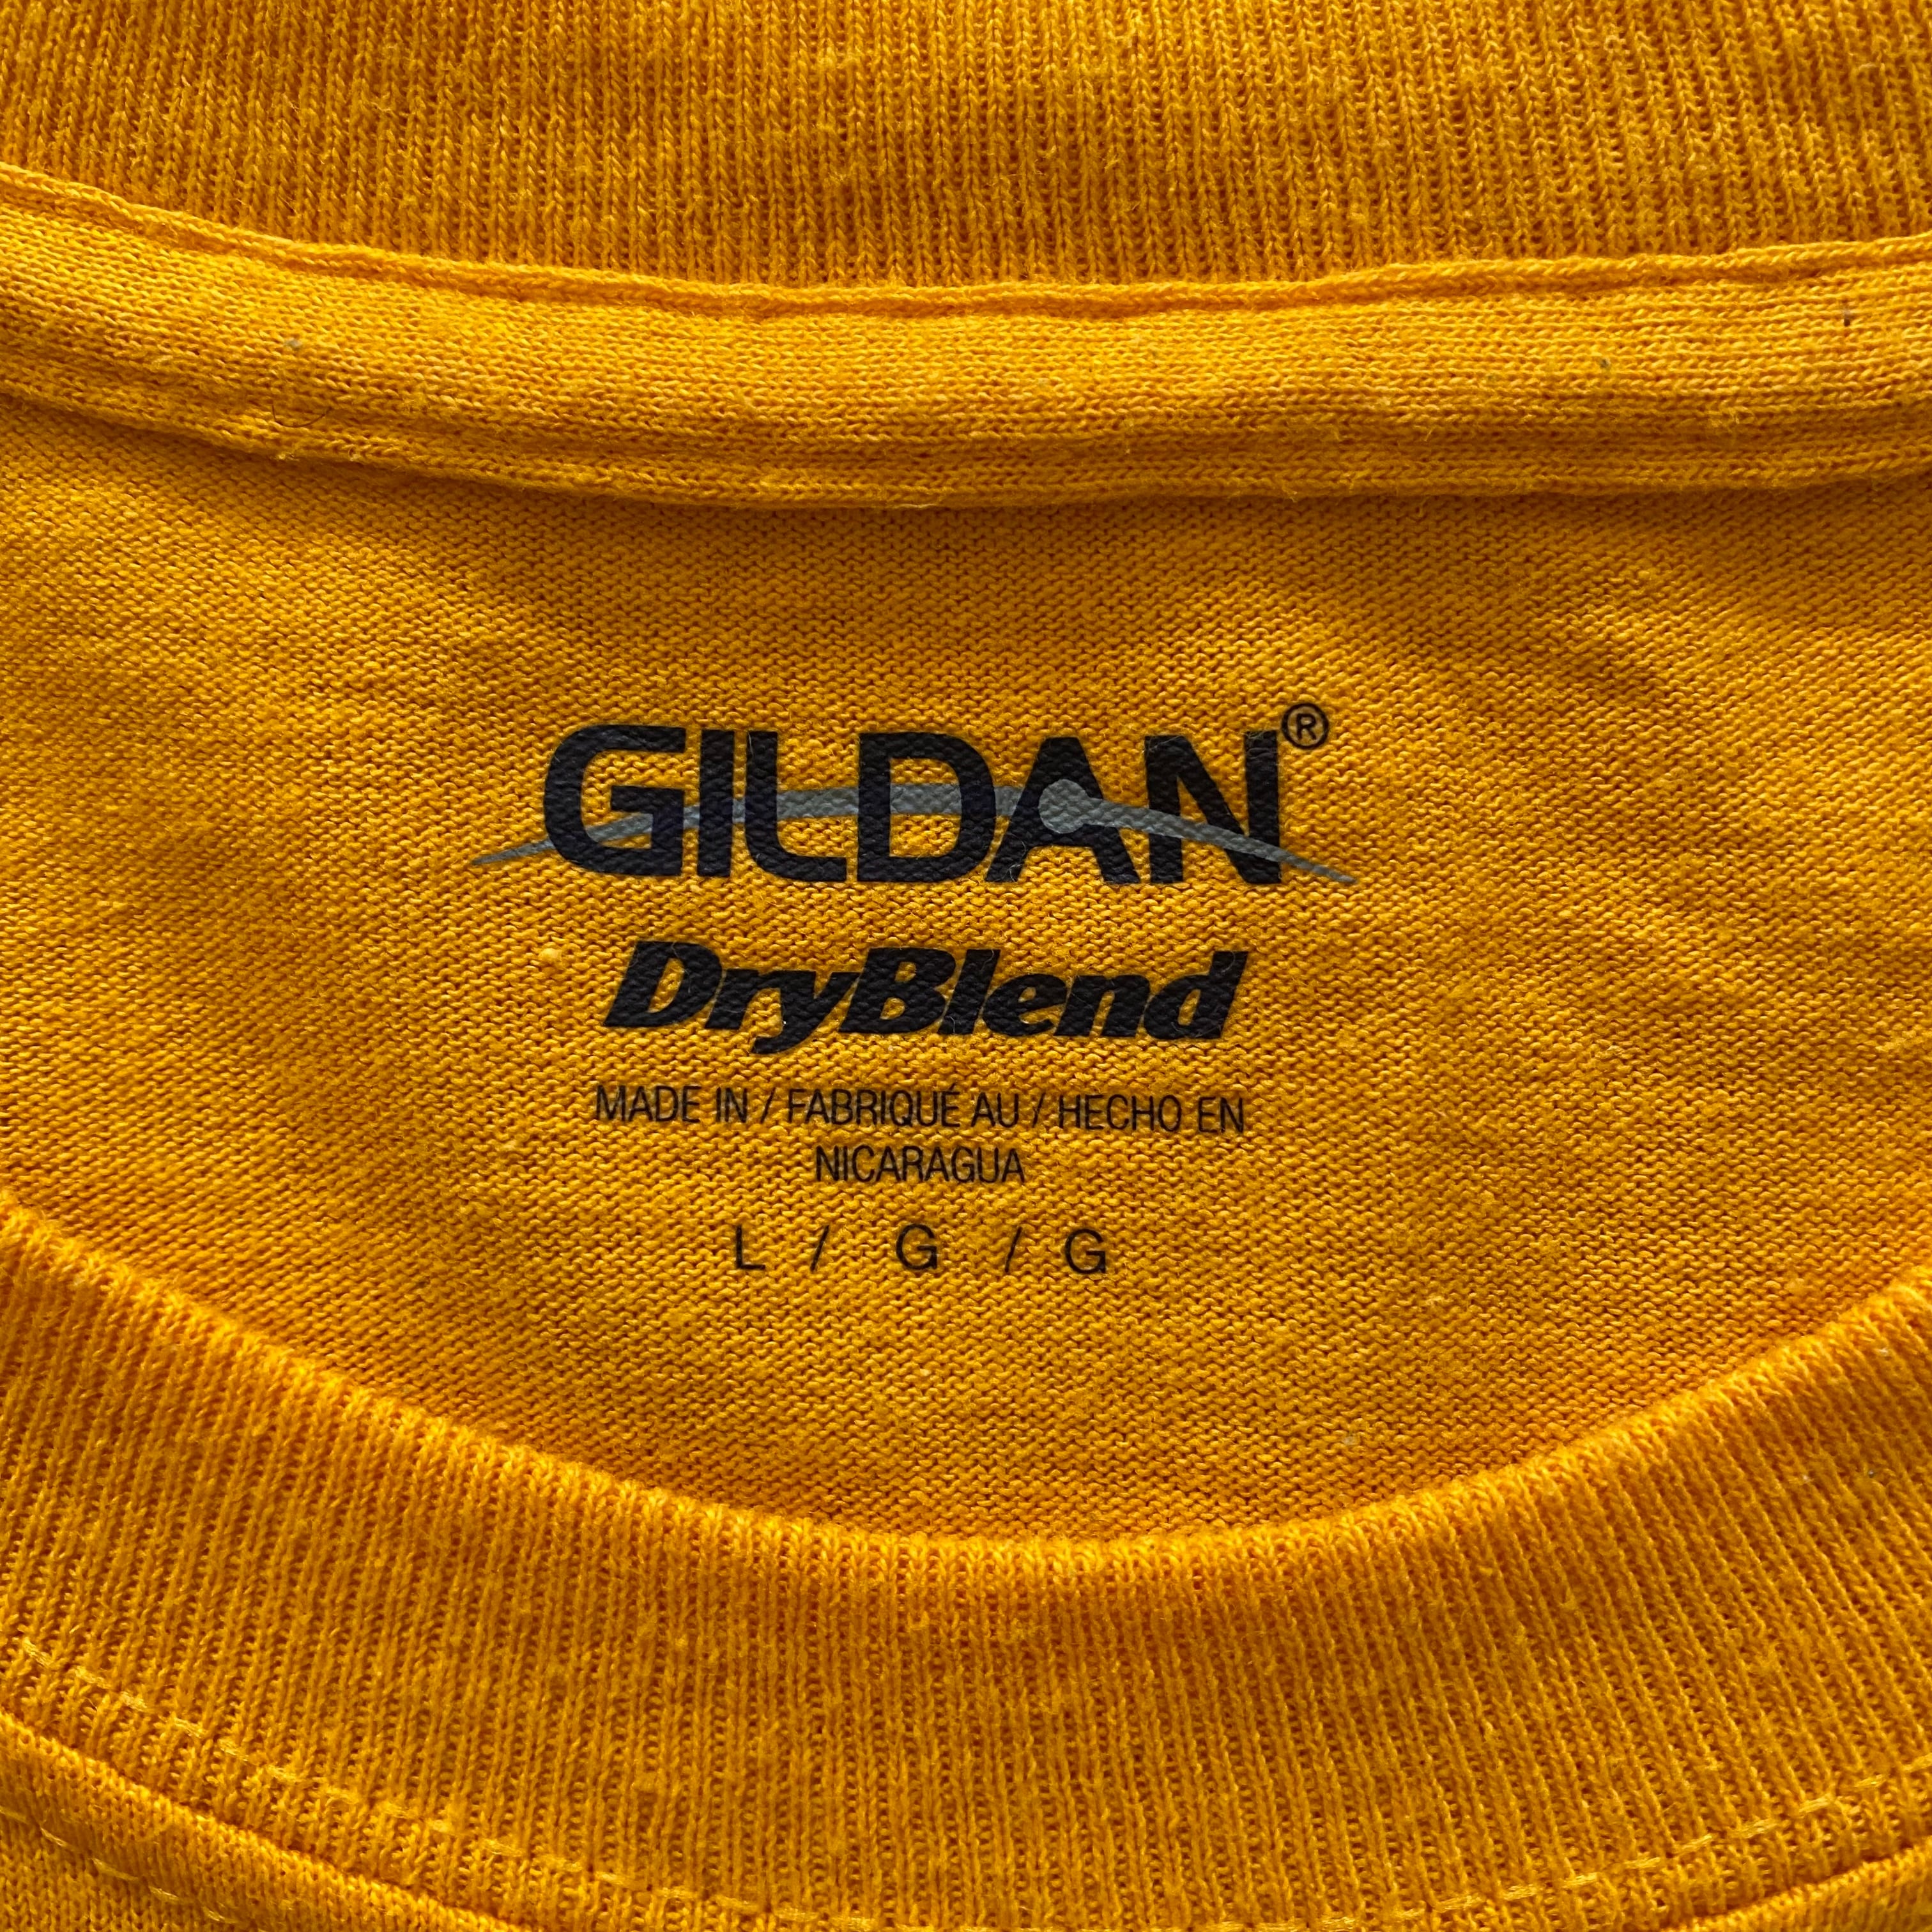 GILDAN®
DryBlend
MADE IN / FABRIQUÉ AU / HECHO EN
NICARAGUA
L / G / G